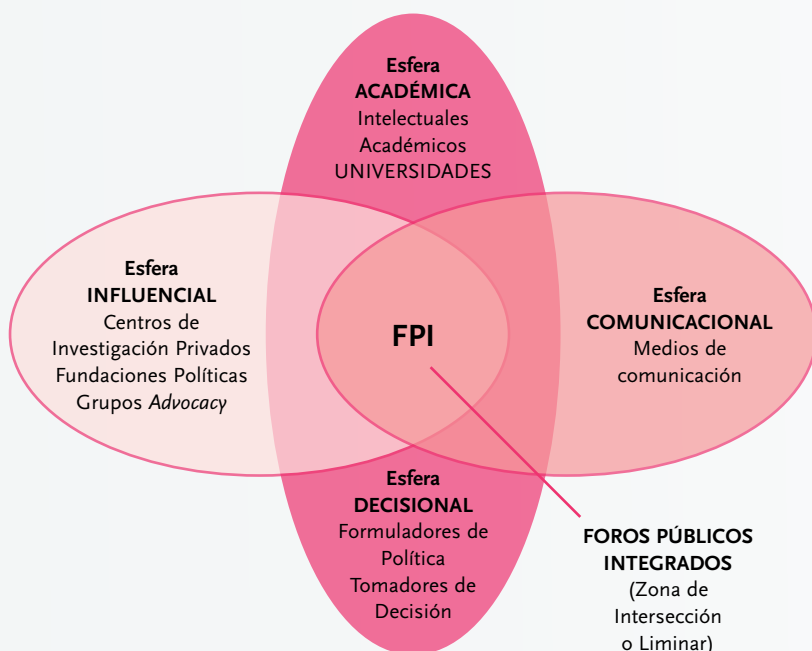 Esfera
ACADÉMICA
Intelectuales
Académicos
UNIVERSIDADES
Esfera
INFLUENCIAL
Centros de
Investigación Privados
Fundaciones Políticas
Grupos Advocacy
FPI
Esfera
COMUNICACIONAL
Medios de
comunicación
Esfera
DECISIONAL
Formuladores de
Política
Tomadores de
Decisión
FOROS PÚBLICOS
INTEGRADOS
(Zona de
Intersección
o Liminar)